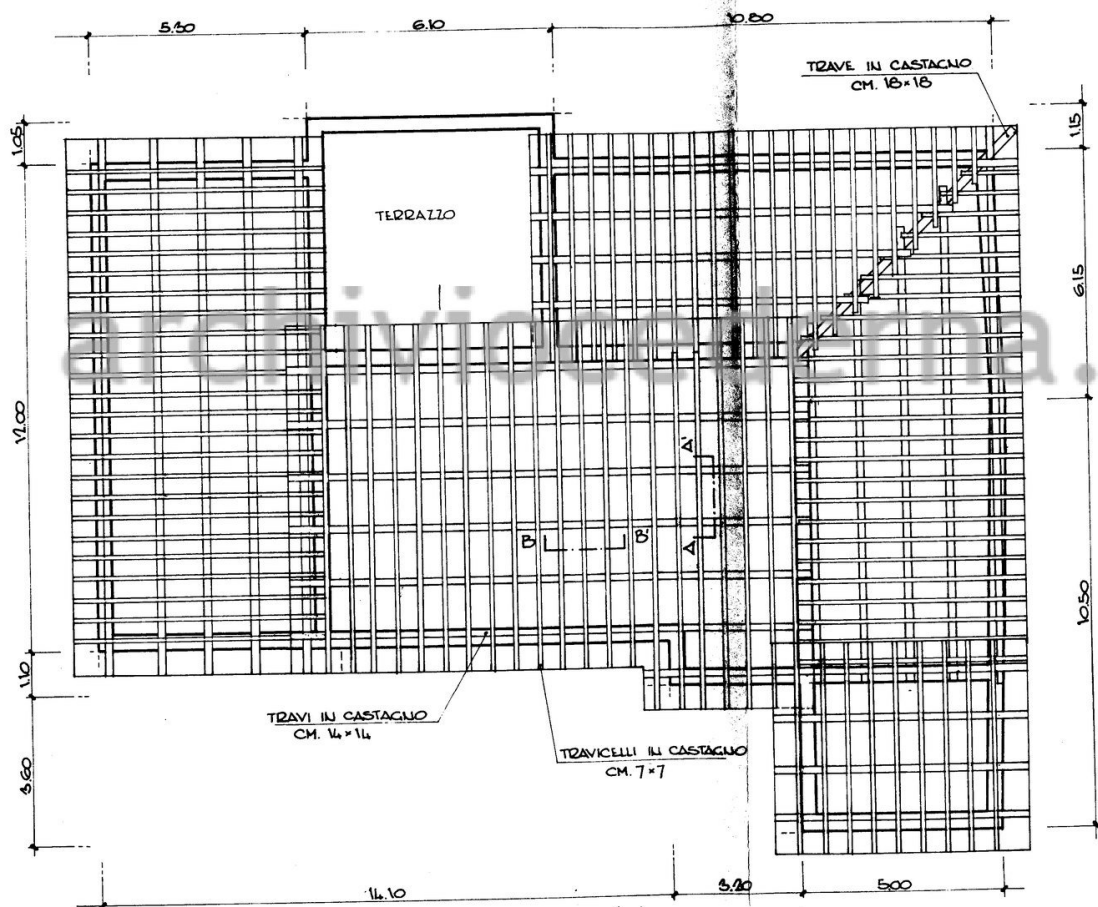 5.30
6.10
10.80
TRAVE IN CASTAGNO
CM. 18×18
1.05
1.15
TERRAZZO
6.15
archiviocederna.
12.00
A'
B
B'
A
10.50
1.10
TRAVI IN CASTAGNO
CM. 14×14
TRAVICELLI IN CASTAGNO
CM. 7×7
3.60
14.10
3.20
5.00